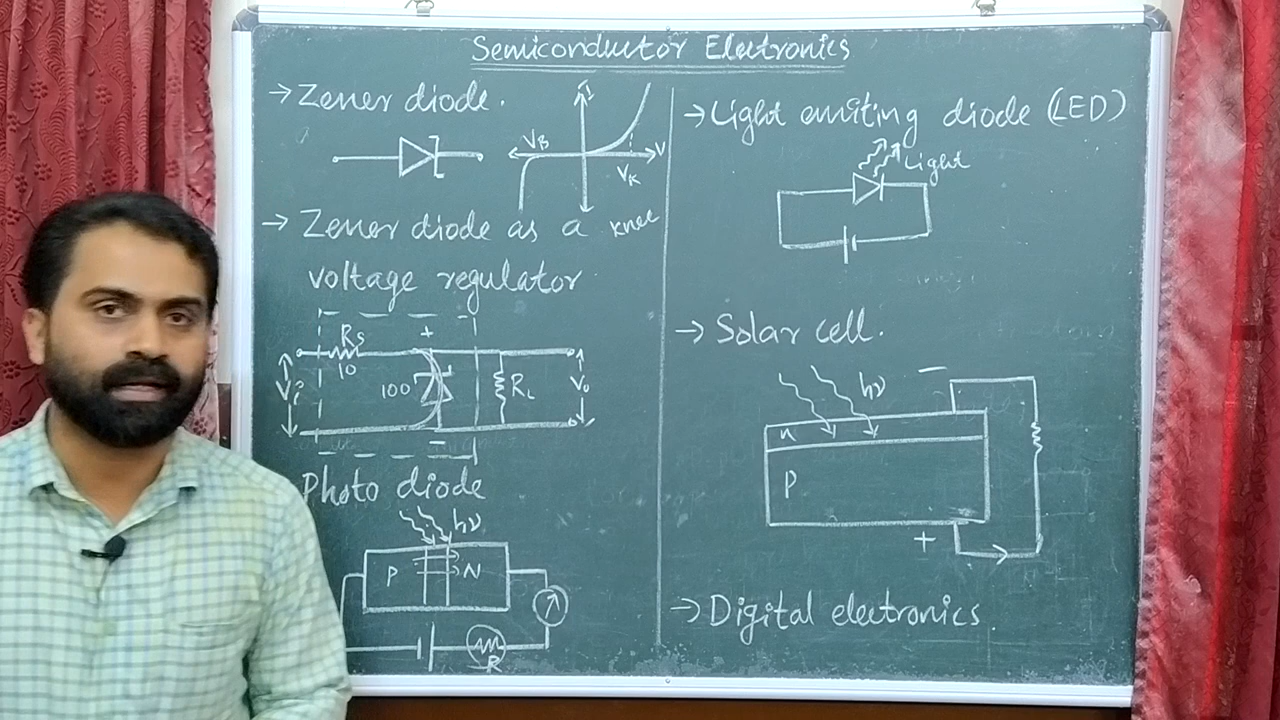 Semiconductor Electronics
→ Zener diode.
I
VB
V
VK
knee
→ Zener diode as a
voltage regulator
RS
+
10
Vi
100
RL
Vo
-
Photo diode
hν
P N
R
→ Light emiting diode (LED)
Light
→ Solar cell.
hν
-
n
P
+
→ Digital electronics.